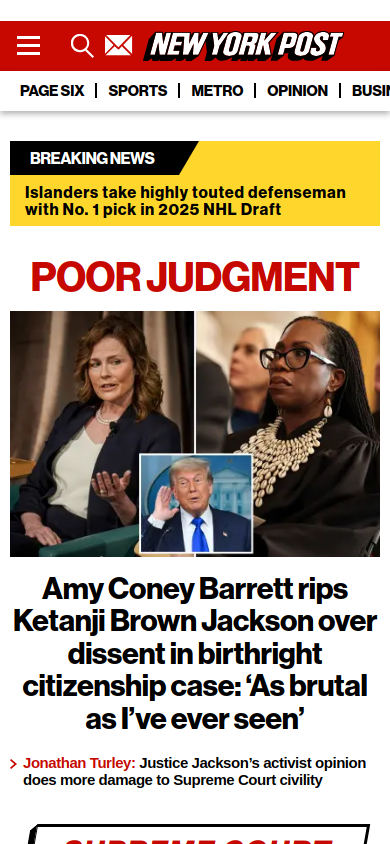 NEW YORK POST
PAGE SIX | SPORTS | METRO | OPINION | BUSIN
BREAKING NEWS
Islanders take highly touted defenseman
with No. 1 pick in 2025 NHL Draft
POOR JUDGMENT
Amy Coney Barrett rips
Ketanji Brown Jackson over
dissent in birthright
citizenship case: ‘As brutal
as I’ve ever seen’
Jonathan Turley: Justice Jackson’s activist opinion
does more damage to Supreme Court civility
SUPREME COURT